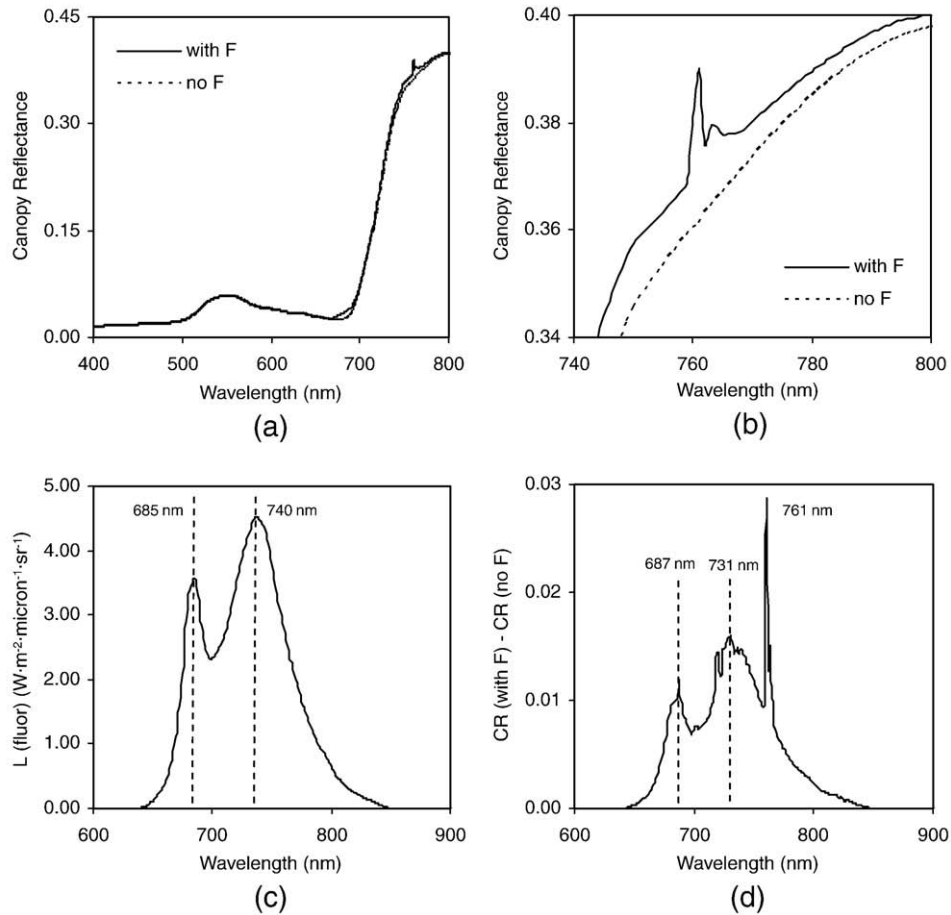 0.45
0.30
0.15
0.00
Canopy Reflectance
with F
no F
400 500 600 700 800
Wavelength (nm)
(a)
0.40
0.38
0.36
0.34
Canopy Reflectance
with F
no F
740 760 780 800
Wavelength (nm)
(b)
5.00
4.00
3.00
2.00
1.00
0.00
L (fluor) (W·m⁻²·micron⁻¹·sr⁻¹)
685 nm
740 nm
600 700 800 900
Wavelength (nm)
(c)
0.03
0.02
0.01
0.00
CR (with F) - CR (no F)
761 nm
687 nm
731 nm
600 700 800 900
Wavelength (nm)
(d)